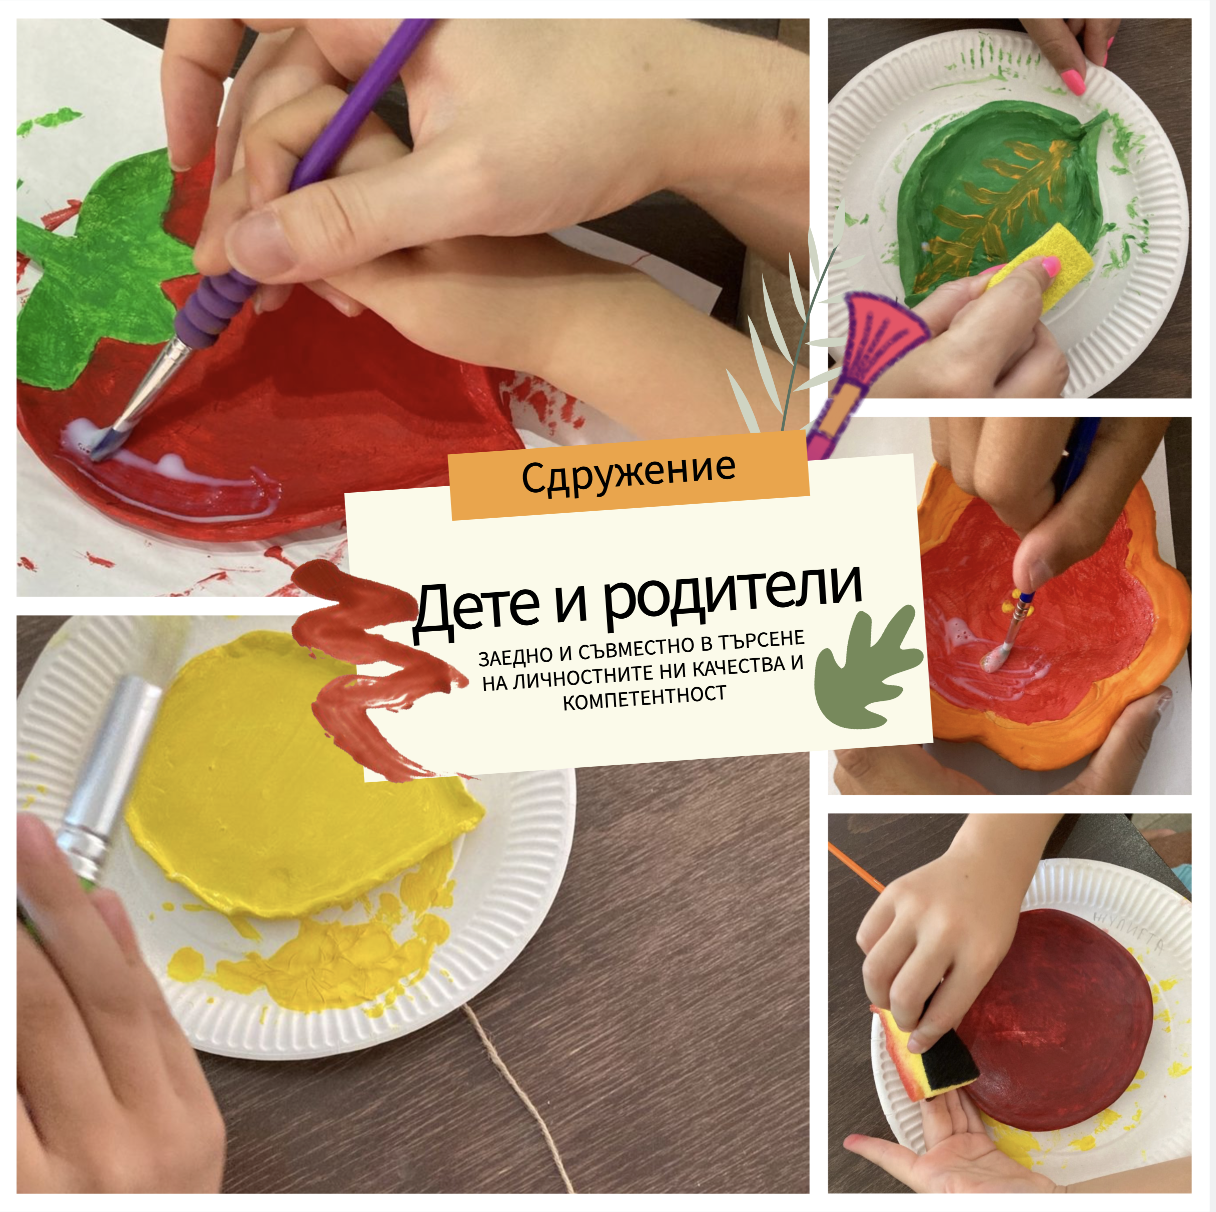 Сдружение
Дете и родители
ЗАЕДНО И СЪВМЕСТНО В ТЪРСЕНЕ
НА ЛИЧНОСТНИТЕ НИ КАЧЕСТВА И
КОМПЕТЕНТНОСТ